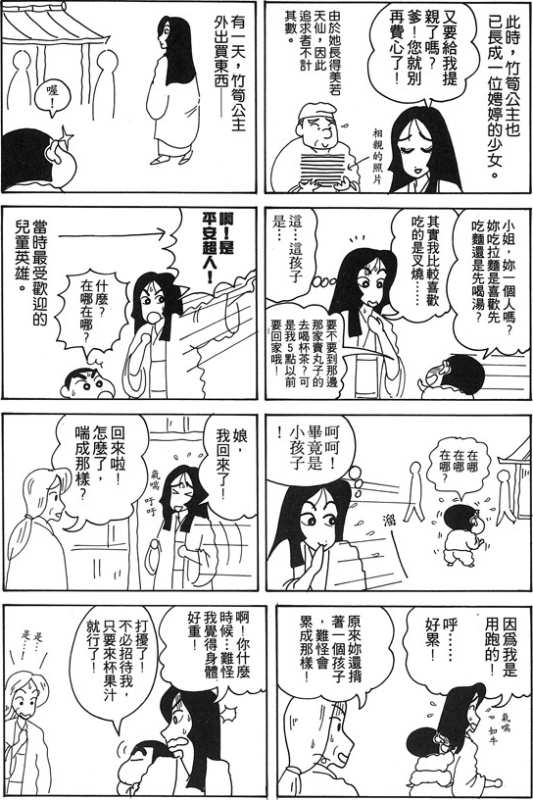 此時，竹筍公主也
已長成一位娉婷的少女。
又要給我提
親了嗎？
爹！您就別
再費心了！
相親的照片
由於她長得美若
天仙，因此
追求者不計
其數。
有一天，竹筍公主
外出買東西─
喔！
小姐，妳一個人嗎？
妳吃拉麵是喜歡先
吃麵還是先喝湯？
其實我比較喜歡
吃的是叉燒⋯⋯
這⋯這孩子
是⋯
要不要到那邊
那家賣丸子的
去喝杯茶？可
是我5點以前
要回家哦！
啊！是
平安超人！
什麼？
在哪在哪？
當時最受歡迎的
兒童英雄。
在哪
在哪
在哪？
溜
呵呵！
畢竟是
小孩子
！
娘，
我回來了！
氣喘
呼呼
回來啦！
怎麼了，
喘成那樣？
因為我是
用跑的！
呼⋯⋯
好累！
氣喘
如牛
原來妳還揹
著一個孩子
，難怪會
累成那樣！
啊！你什麼
時候⋯難怪
我覺得身體
好重！
打擾了！
不必招待我，
只要來杯果汁
就行了！
是⋯
是⋯！